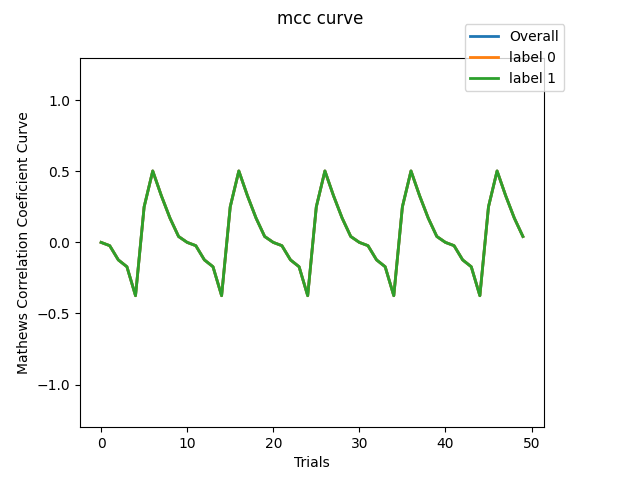 mcc curve
Overall
label 0
label 1
Mathews Correlation Coeficient Curve
1.0
0.5
0.0
−0.5
−1.0
0 10 20 30 40 50
Trials